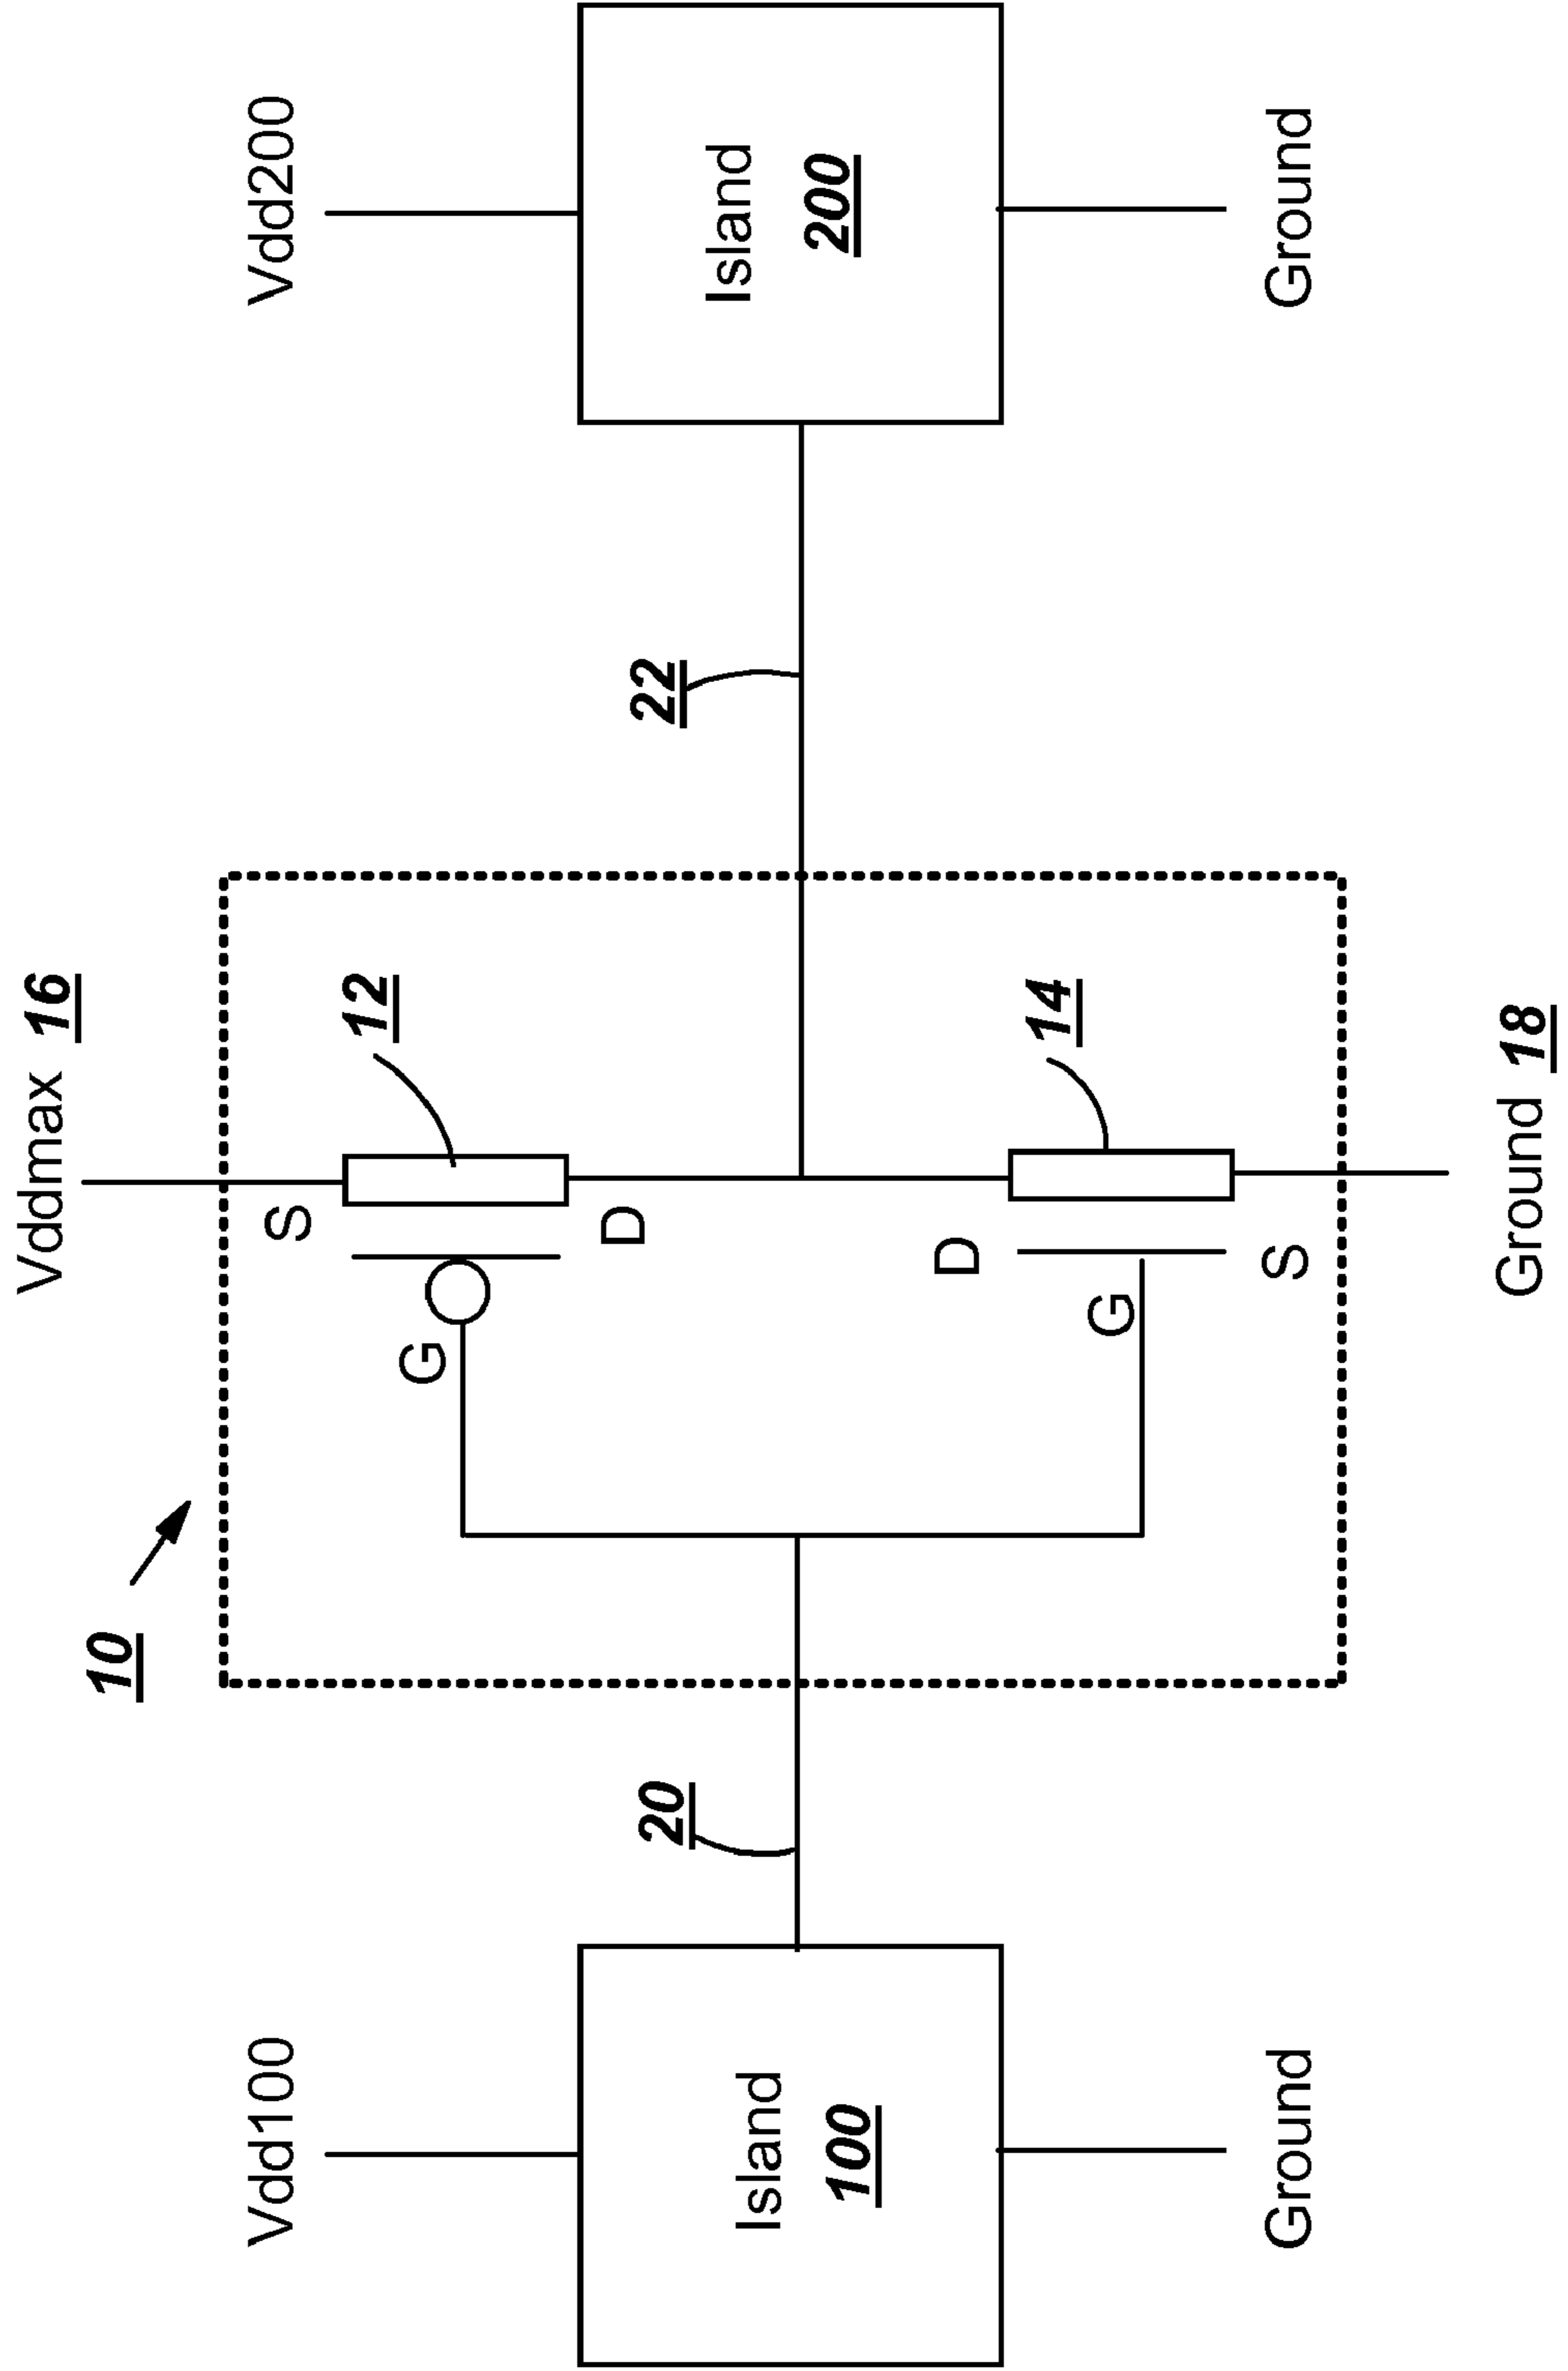 Vddmax 16
10
Vdd100
Vdd200
S
12
G
D
20
22
Island
100
Island
200
D
14
G
S
Ground
Ground
Ground 18